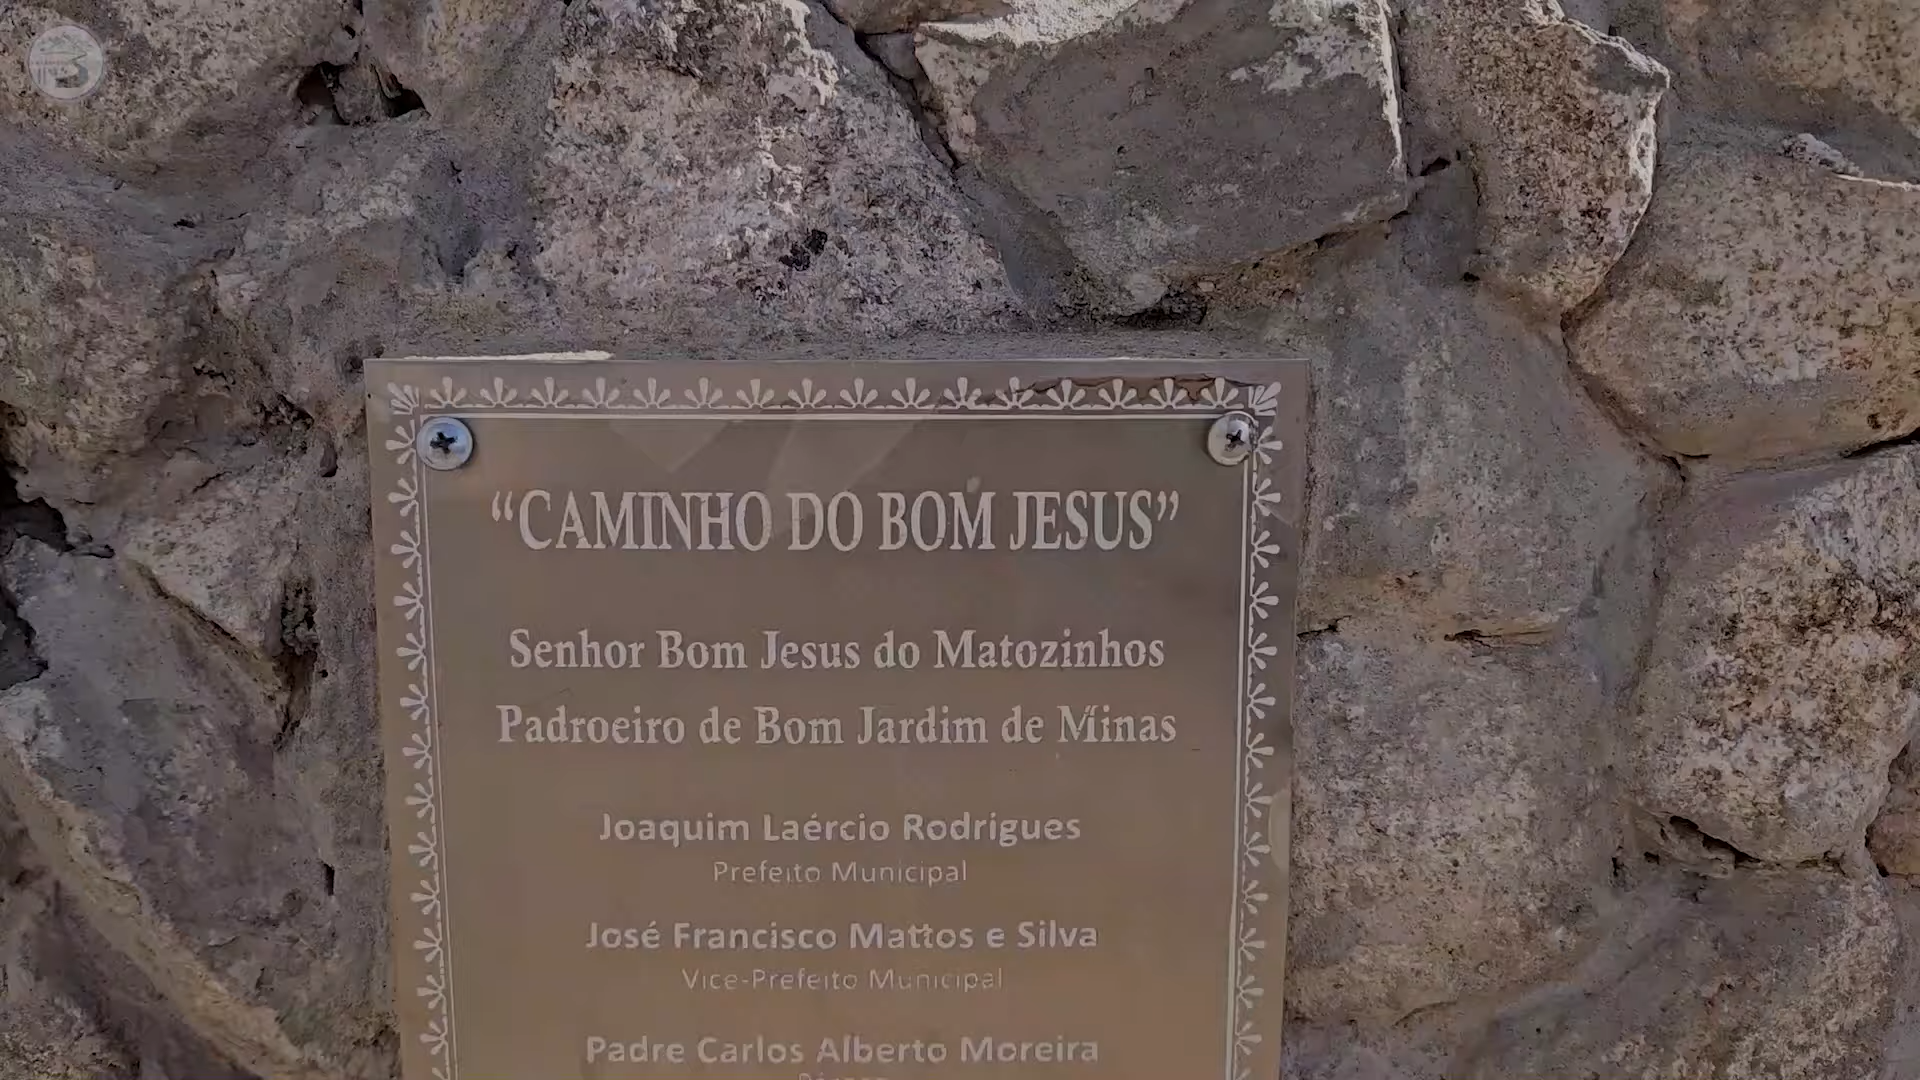 “CAMINHO DO BOM JESUS”
Senhor Bom Jesus do Matozinhos
Padroeiro de Bom Jardim de Minas
Joaquim Laércio Rodrigues
Prefeito Municipal
José Francisco Mattos e Silva
Vice-Prefeito Municipal
Padre Carlos Alberto Moreira